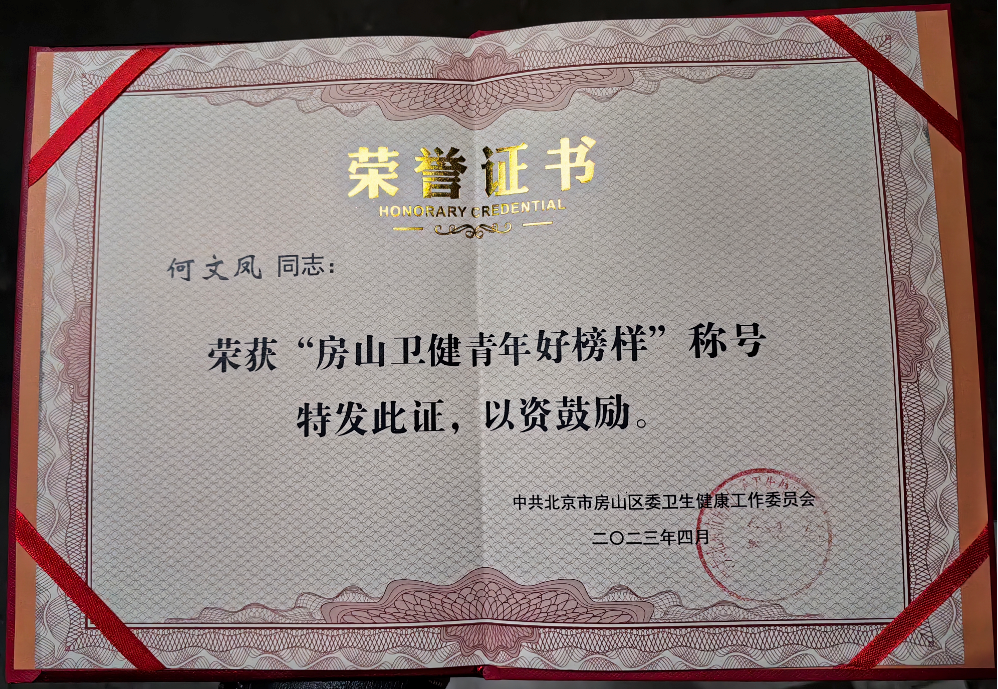 荣誉证书
HONORARY CREDENTIAL
何文凤 同志：
荣获“房山卫健青年好榜样”称号
特发此证，以资鼓励。
中共北京市房山区委卫生健康工作委员会
二〇二三年四月